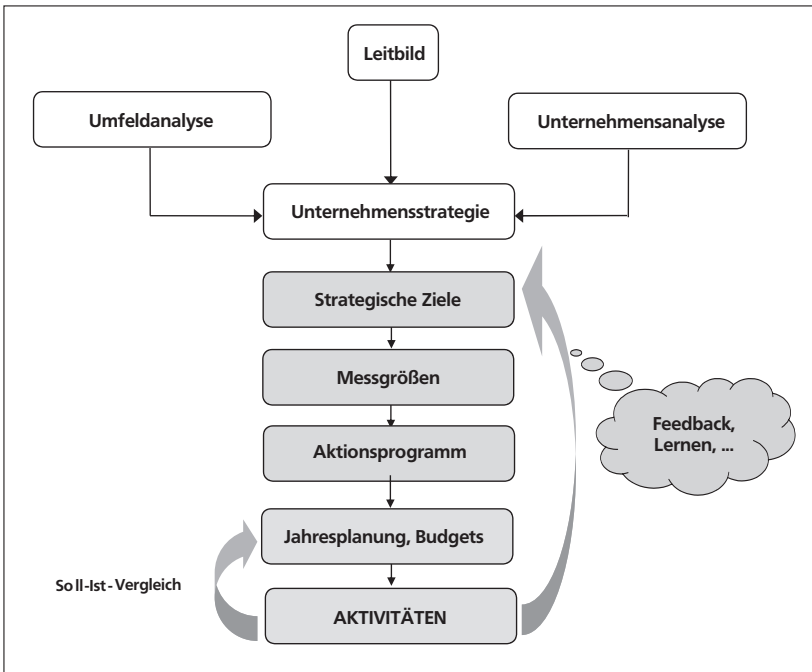 Leitbild
Umfeldanalyse
Unternehmensanalyse
Unternehmensstrategie
Strategische Ziele
Messgrößen
Feedback,
Lernen, ...
Aktionsprogramm
Jahresplanung, Budgets
Soll-Ist-Vergleich
AKTIVITÄTEN